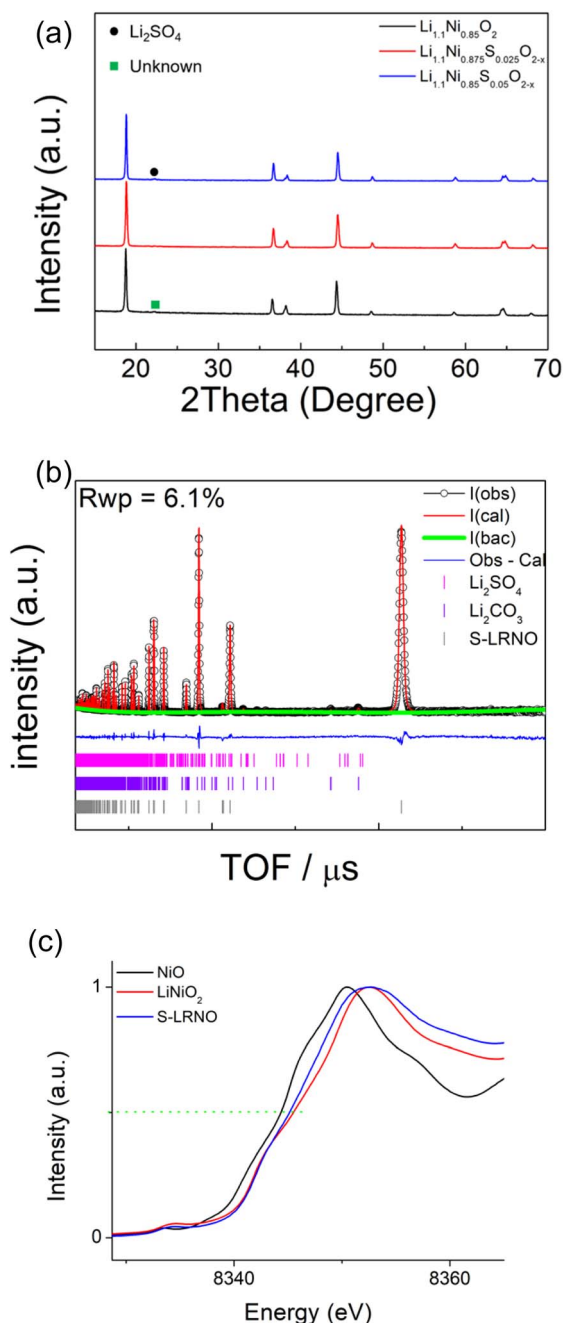 (a)
Li₂SO₄
Unknown
Li₁.₁Ni₀.₈₅O₂
Li₁.₁Ni₀.₈₇₅S₀.₀₂₅O₂₋ₓ
Li₁.₁Ni₀.₈₅S₀.₀₅O₂₋ₓ
Intensity (a.u.)
20 30 40 50 60 70
2Theta (Degree)
(b)
Rwp = 6.1%
I(obs)
I(cal)
I(bac)
Obs - Cal
Li₂SO₄
Li₂CO₃
S-LRNO
intensity (a.u.)
TOF / μs
(c)
NiO
LiNiO₂
S-LRNO
1
0
Intensity (a.u.)
8340 8360
Energy (eV)